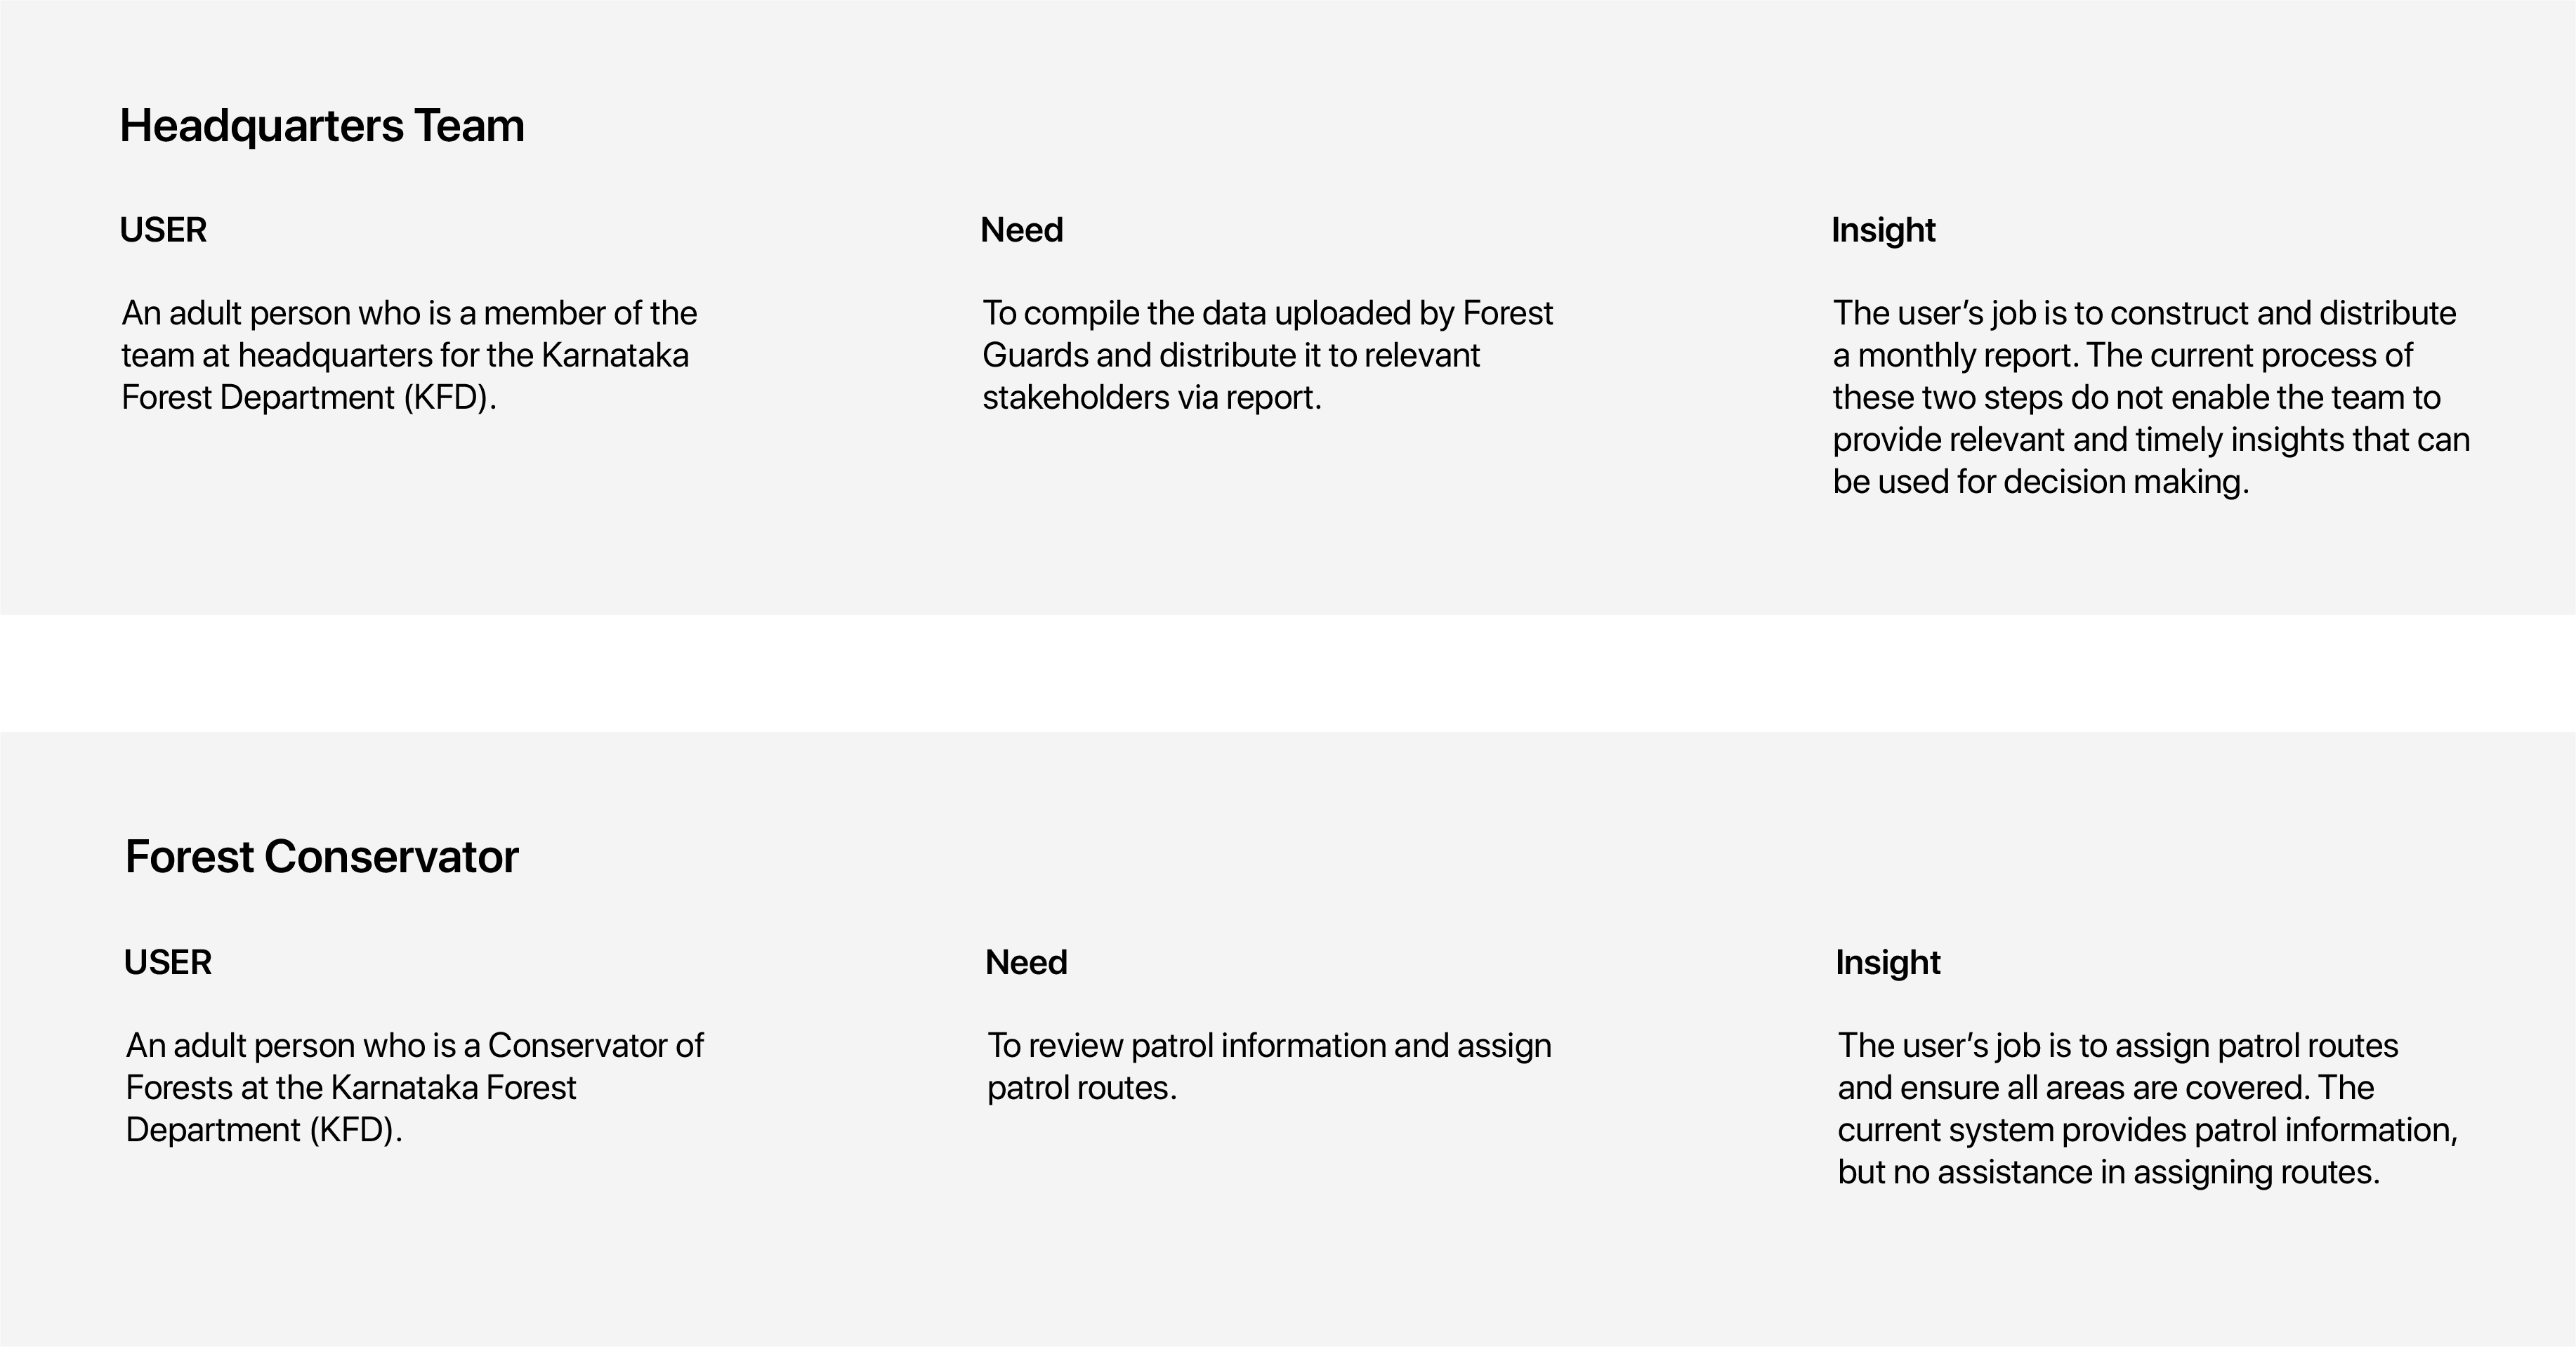 Headquarters Team
USER
An adult person who is a member of the
team at headquarters for the Karnataka
Forest Department (KFD).
Need
To compile the data uploaded by Forest
Guards and distribute it to relevant
stakeholders via report.
Insight
The user’s job is to construct and distribute
a monthly report. The current process of
these two steps do not enable the team to
provide relevant and timely insights that can
be used for decision making.
Forest Conservator
USER
An adult person who is a Conservator of
Forests at the Karnataka Forest
Department (KFD).
Need
To review patrol information and assign
patrol routes.
Insight
The user’s job is to assign patrol routes
and ensure all areas are covered. The
current system provides patrol information,
but no assistance in assigning routes.